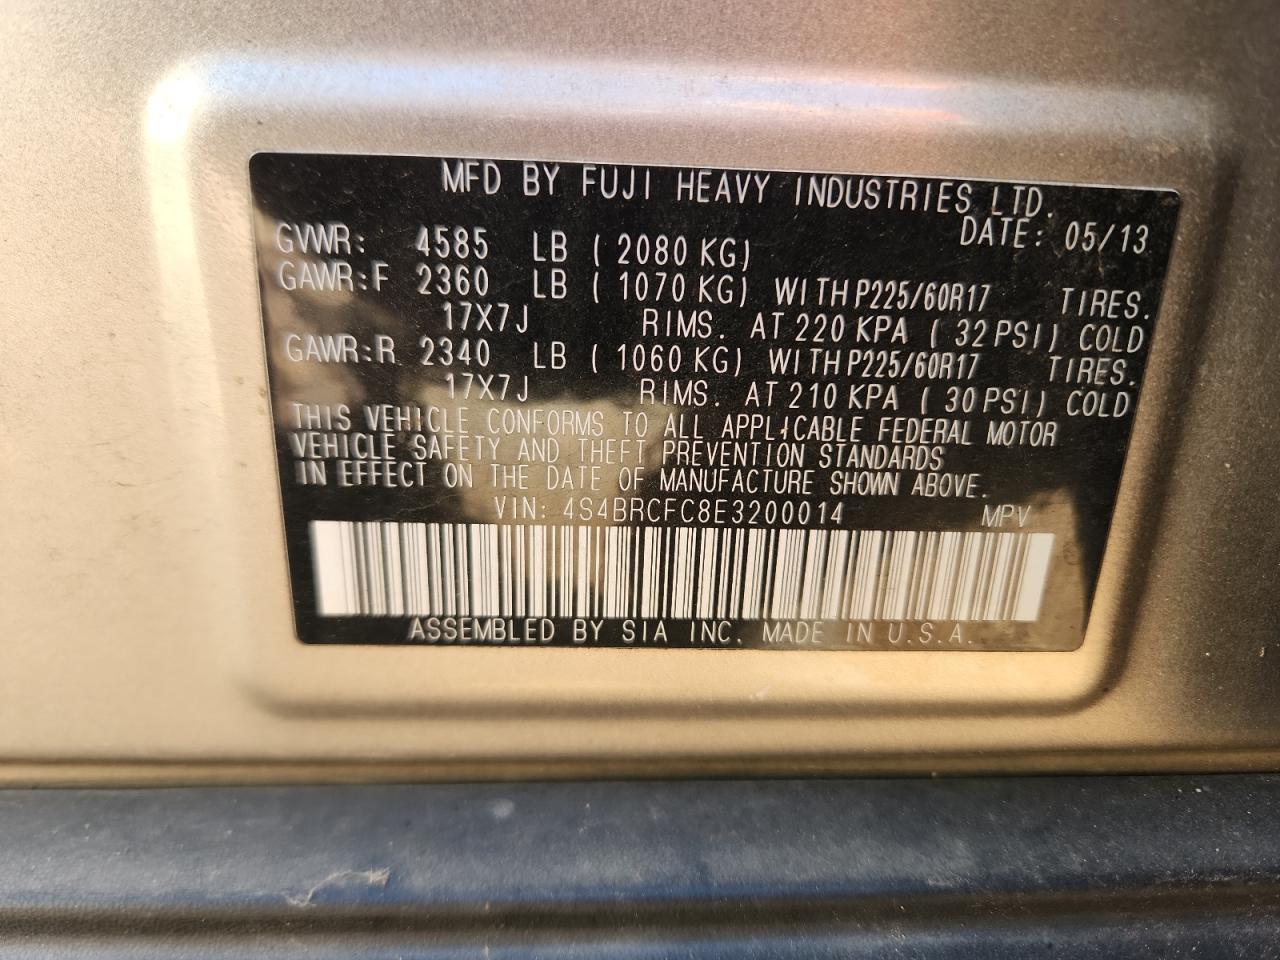 MFD BY FUJI HEAVY INDUSTRIES LTD.
DATE: 05/13
GVWR: 4585 LB ( 2080 KG)
GAWR:F 2360 LB ( 1070 KG) WITH P225/60R17 TIRES.
17X7J RIMS. AT 220 KPA ( 32 PSI) COLD
GAWR:R 2340 LB ( 1060 KG) WITH P225/60R17 TIRES.
17X7J RIMS. AT 210 KPA ( 30 PSI) COLD
THIS VEHICLE CONFORMS TO ALL APPLICABLE FEDERAL MOTOR
VEHICLE SAFETY AND THEFT PREVENTION STANDARDS
IN EFFECT ON THE DATE OF MANUFACTURE SHOWN ABOVE.
VIN: 4S4BRCFC8E3200014 MPV
ASSEMBLED BY SIA INC. MADE IN U.S.A.